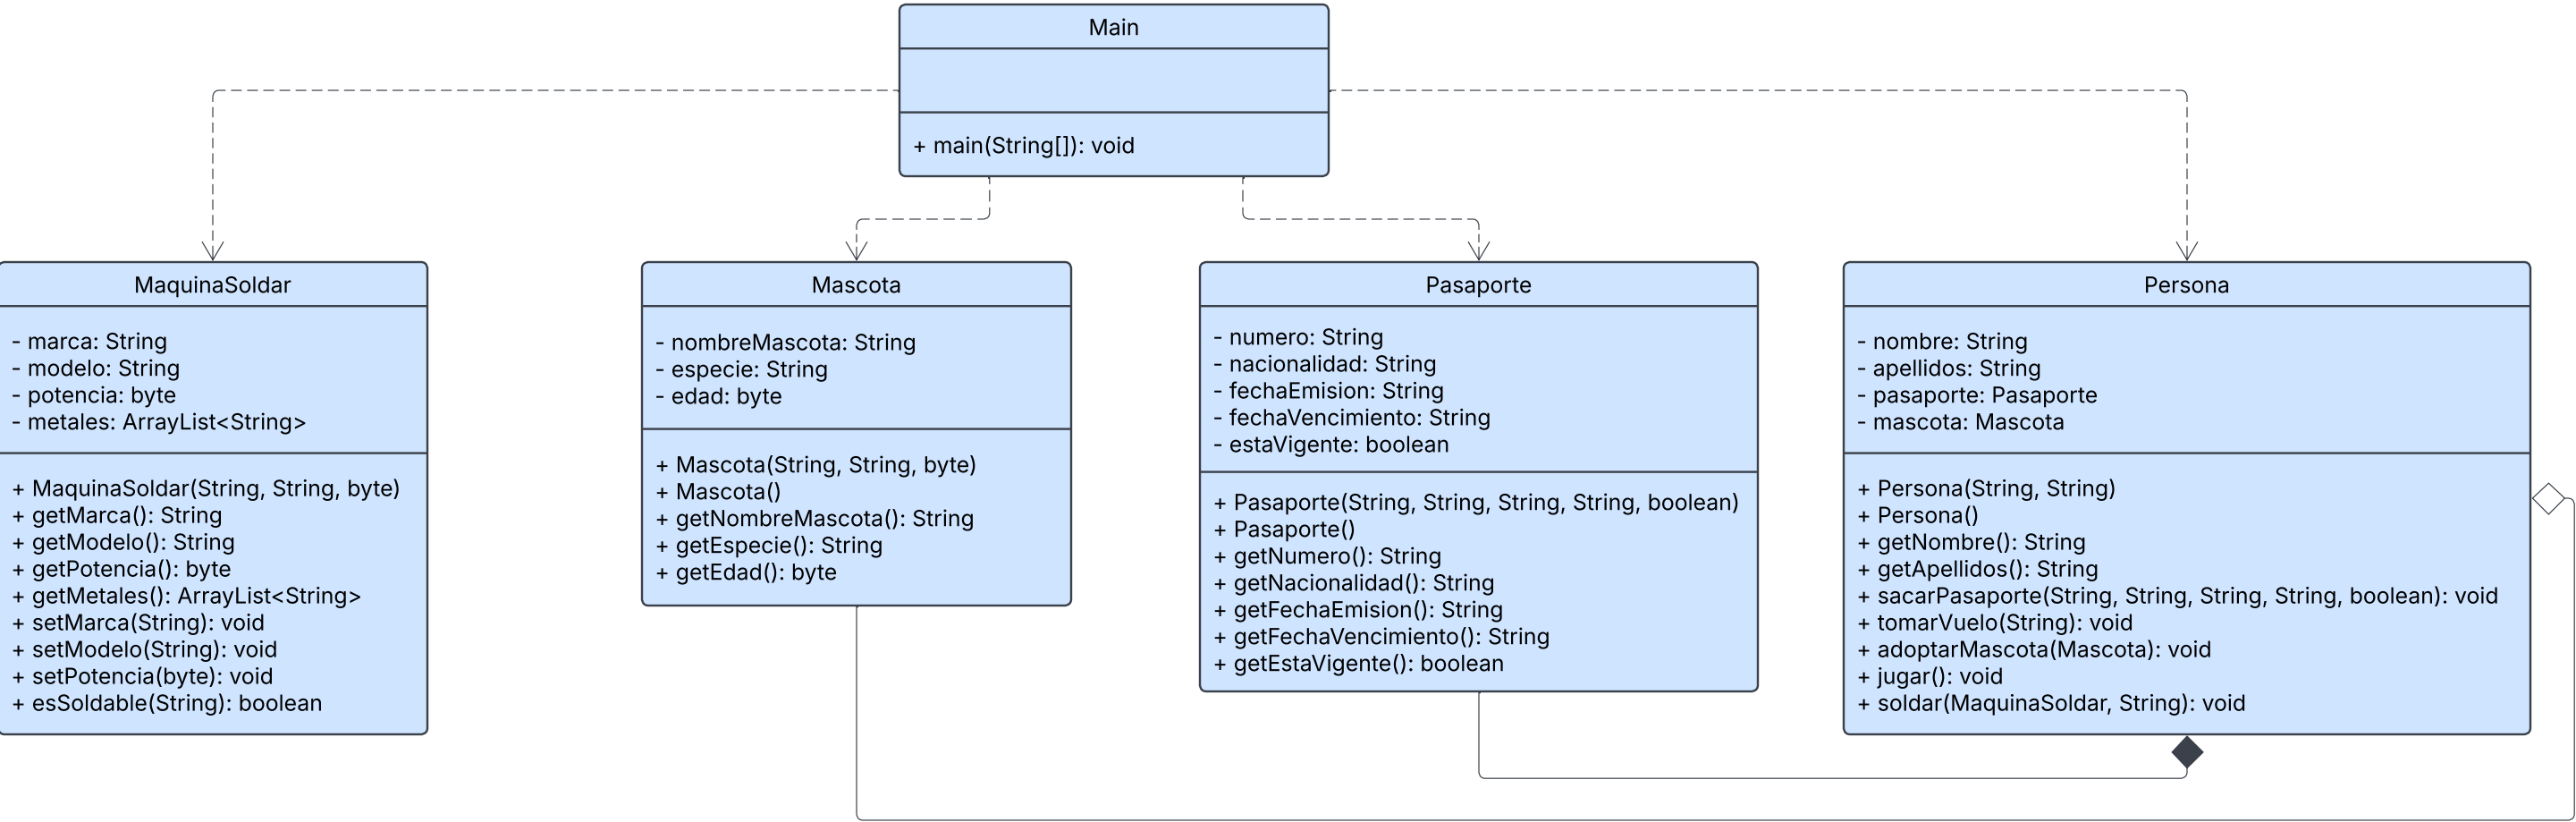 Main
+ main(String[]): void
MaquinaSoldar
- marca: String
- modelo: String
- potencia: byte
- metales: ArrayList<String>
+ MaquinaSoldar(String, String, byte)
+ getMarca(): String
+ getModelo(): String
+ getPotencia(): byte
+ getMetales(): ArrayList<String>
+ setMarca(String): void
+ setModelo(String): void
+ setPotencia(byte): void
+ esSoldable(String): boolean
Mascota
- nombreMascota: String
- especie: String
- edad: byte
+ Mascota(String, String, byte)
+ Mascota()
+ getNombreMascota(): String
+ getEspecie(): String
+ getEdad(): byte
Pasaporte
- numero: String
- nacionalidad: String
- fechaEmision: String
- fechaVencimiento: String
- estaVigente: boolean
+ Pasaporte(String, String, String, String, boolean)
+ Pasaporte()
+ getNumero(): String
+ getNacionalidad(): String
+ getFechaEmision(): String
+ getFechaVencimiento(): String
+ getEstaVigente(): boolean
Persona
- nombre: String
- apellidos: String
- pasaporte: Pasaporte
- mascota: Mascota
+ Persona(String, String)
+ Persona()
+ getNombre(): String
+ getApellidos(): String
+ sacarPasaporte(String, String, String, String, boolean): void
+ tomarVuelo(String): void
+ adoptarMascota(Mascota): void
+ jugar(): void
+ soldar(MaquinaSoldar, String): void